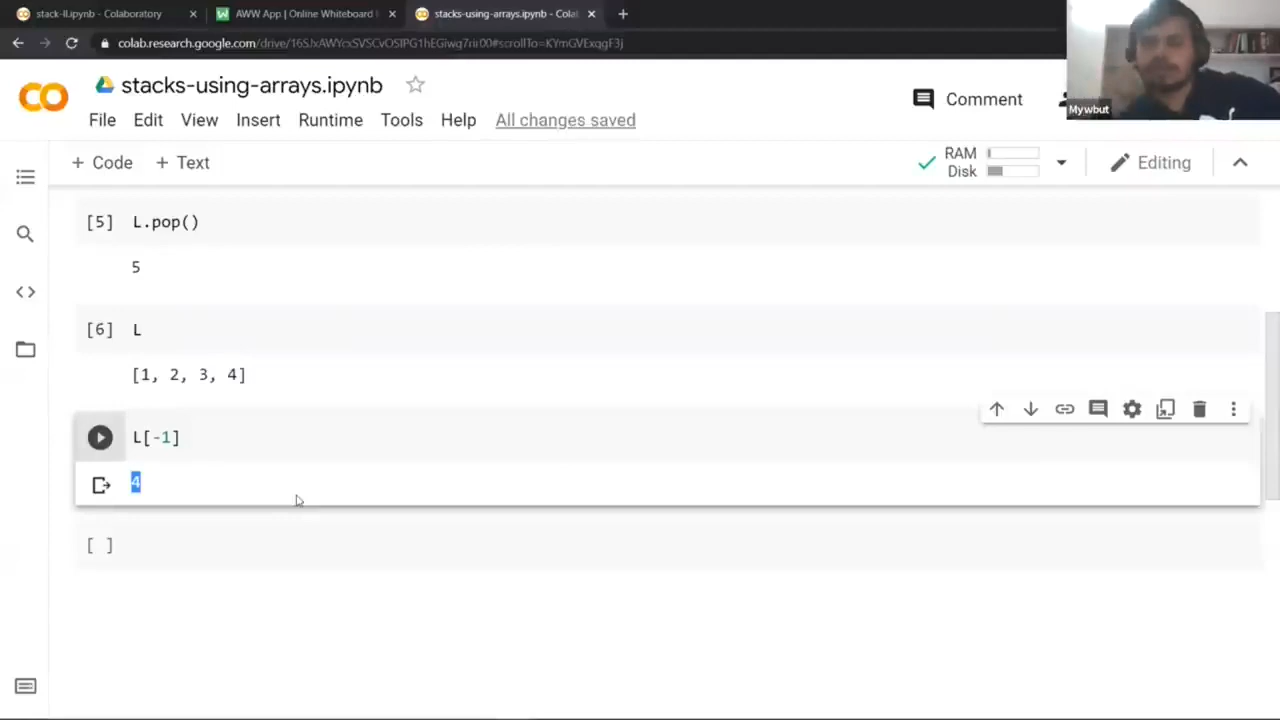 stack-ll.ipynb - Colaboratory
AWW App | Online Whiteboard
stacks-using-arrays.ipynb - Cola
stacks-using-arrays.ipynb
Mywbut
File Edit View Insert Runtime Tools Help All changes saved
Comment
+ Code + Text
RAM
Disk
Editing
[5] L.pop()
5
[6] L
[1, 2, 3, 4]
L[-1]
4
[ ]